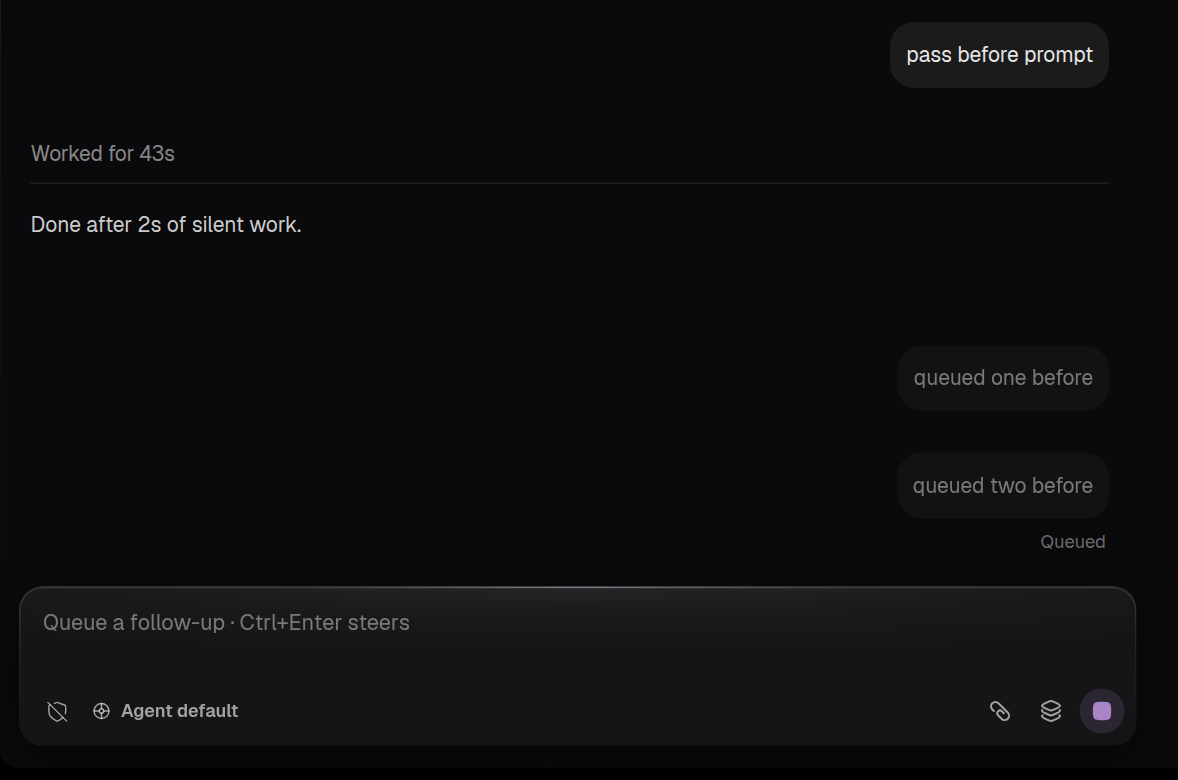 pass before prompt
Worked for 43s
Done after 2s of silent work.
queued one before
queued two before
Queued
Queue a follow-up · Ctrl+Enter steers
Agent default